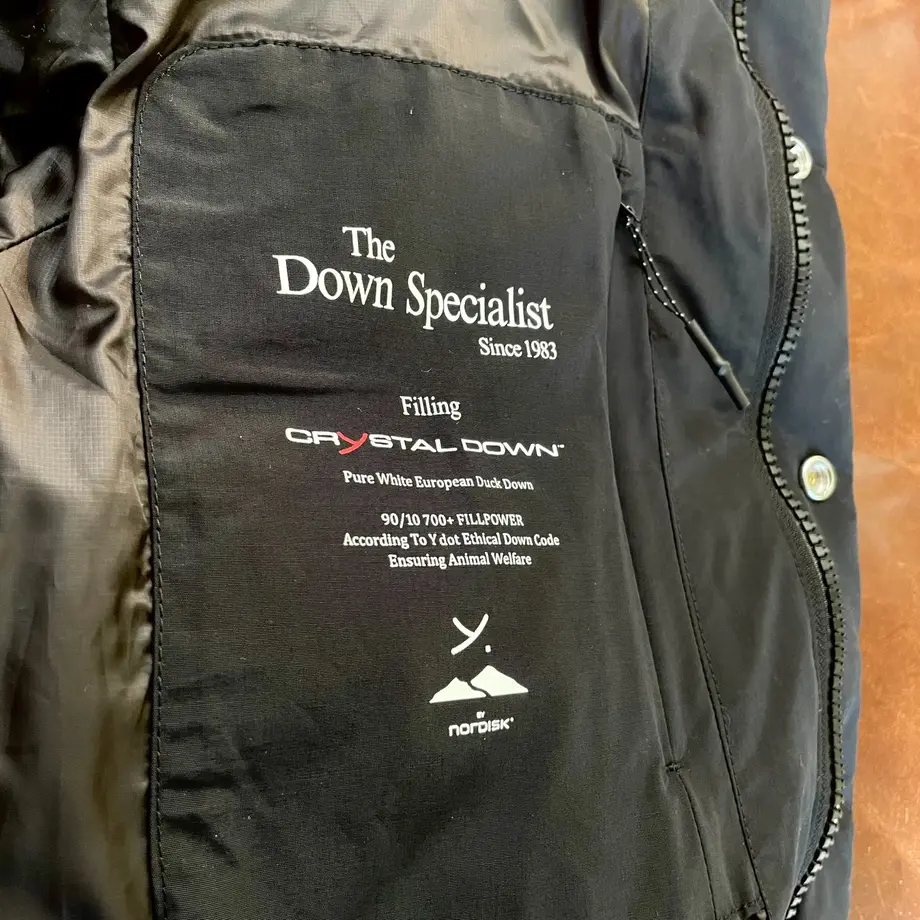 The
Down Specialist
Since 1983
Filling
CRYSTAL DOWN™
Pure White European Duck Down
90/10 700+ FILLPOWER
According To Y dot Ethical Down Code
Ensuring Animal Welfare
y.
BY
nordisk®